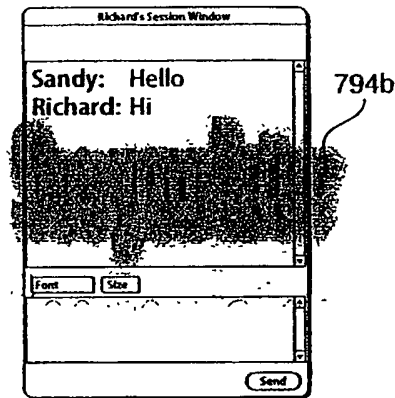 Richard's Session Window
Sandy: Hello
Richard: Hi
794b
Font Size
Send